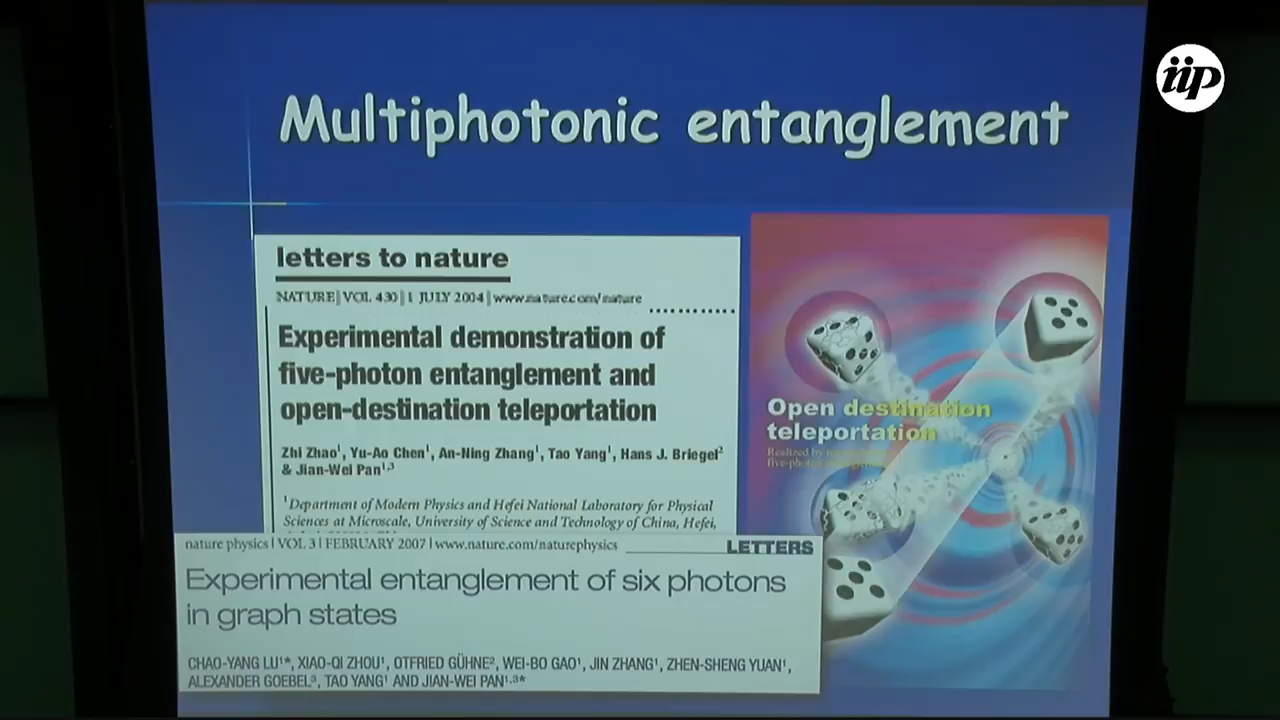 iip
Multiphotonic entanglement
letters to nature
NATURE | VOL 430 | 1 JULY 2004 | www.nature.com/nature
Experimental demonstration of
five-photon entanglement and
open-destination teleportation
Zhi Zhao¹, Yu-Ao Chen¹, An-Ning Zhang¹, Tao Yang¹, Hans J. Briegel²
& Jian-Wei Pan¹,³
¹Department of Modern Physics and Hefei National Laboratory for Physical
Sciences at Microscale, University of Science and Technology of China, Hefei,
Open destination
teleportation
Realized by
five-photon
nature physics | VOL 3 | FEBRUARY 2007 | www.nature.com/naturephysics
LETTERS
Experimental entanglement of six photons
in graph states
CHAO-YANG LU¹*, XIAO-QI ZHOU¹, OTFRIED GÜHNE², WEI-BO GAO¹, JIN ZHANG¹, ZHEN-SHENG YUAN¹,
ALEXANDER GOEBEL³, TAO YANG¹ AND JIAN-WEI PAN¹,³*